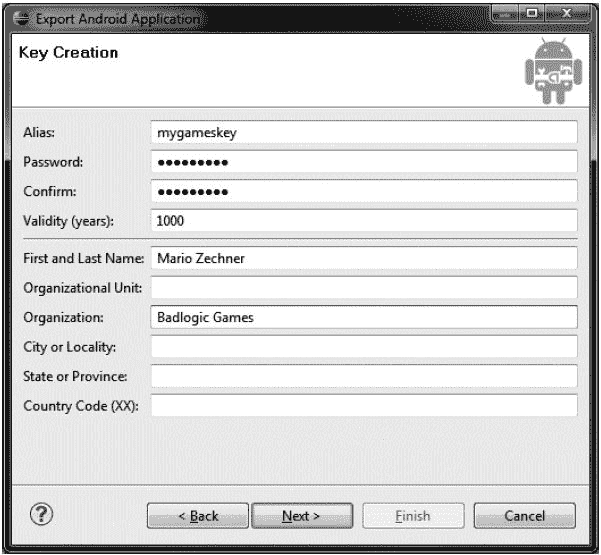 Export Android Application
Key Creation
Alias: mygameskey
Password: •••••••••
Confirm: •••••••••
Validity (years): 1000
First and Last Name: Mario Zechner
Organizational Unit:
Organization: Badlogic Games
City or Locality:
State or Province:
Country Code (XX):
? < Back Next > Finish Cancel